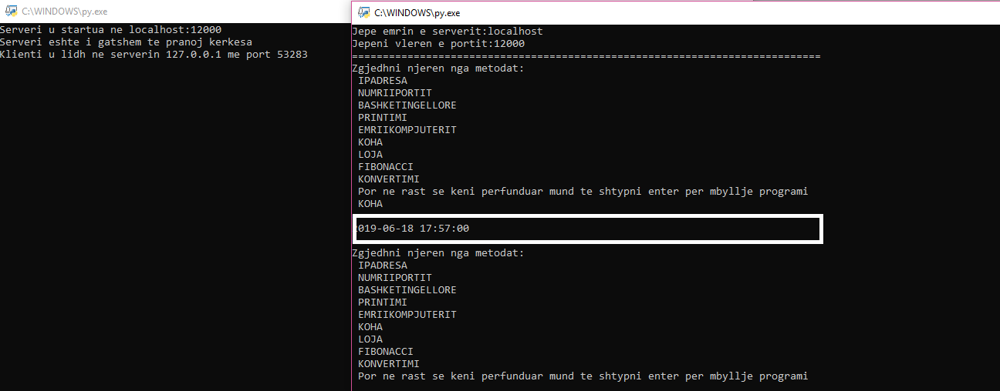 C:\WINDOWS\py.exe
Serveri u startua ne localhost:12000
Serveri eshte i gatshem te pranoj kerkesa
Klienti u lidh ne serverin 127.0.0.1 me port 53283
C:\WINDOWS\py.exe
Jepe emrin e serverit:localhost
Jepeni vleren e portit:12000
============================================================================
Zgjedhni njeren nga metodat:
IPADRESA
NUMRIIPORTIT
BASHKETINGELLORE
PRINTIMI
EMRIIKOMPJUTERIT
KOHA
LOJA
FIBONACCI
KONVERTIMI
Por ne rast se keni perfunduar mund te shtypni enter per mbyllje programi
KOHA
2019-06-18 17:57:00
Zgjedhni njeren nga metodat:
IPADRESA
NUMRIIPORTIT
BASHKETINGELLORE
PRINTIMI
EMRIIKOMPJUTERIT
KOHA
LOJA
FIBONACCI
KONVERTIMI
Por ne rast se keni perfunduar mund te shtypni enter per mbyllje programi